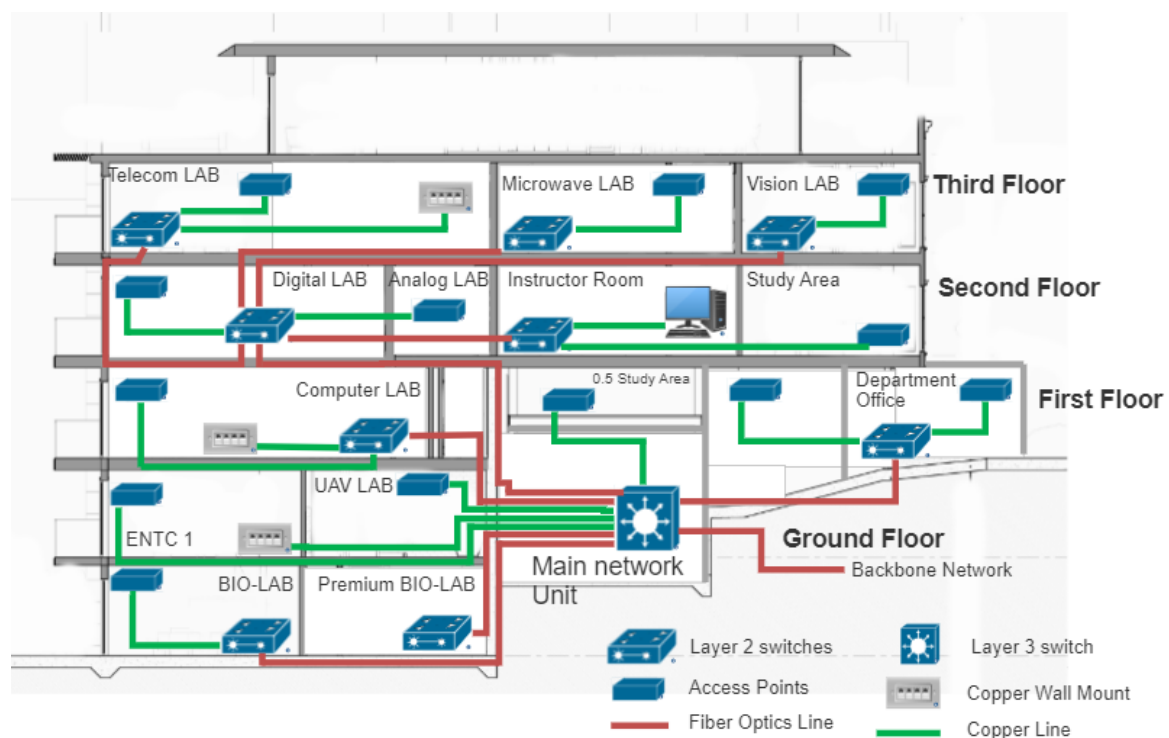 Telecom LAB
Microwave LAB
Vision LAB
Third Floor
Digital LAB
Analog LAB
Instructor Room
Study Area
Second Floor
Computer LAB
0.5 Study Area
Department
Office
First Floor
UAV LAB
ENTC 1
Ground Floor
Main network
Unit
Backbone Network
BIO-LAB
Premium BIO-LAB
Layer 2 switches
Layer 3 switch
Access Points
Copper Wall Mount
Fiber Optics Line
Copper Line